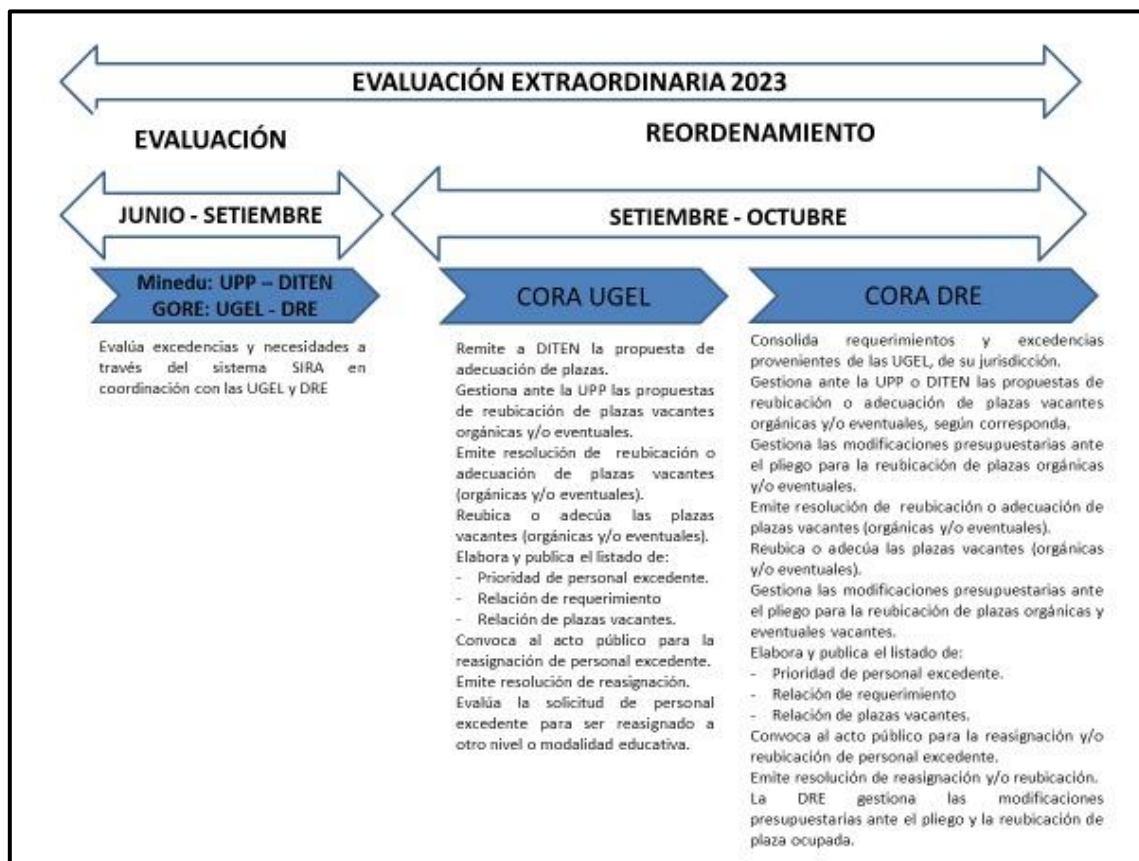 EVALUACIÓN EXTRAORDINARIA 2023
EVALUACIÓN
REORDENAMIENTO
JUNIO - SETIEMBRE
SETIEMBRE - OCTUBRE
Minedu: UPP – DITEN
GORE: UGEL - DRE
Evalúa excedencias y necesidades a
través del sistema SIRA en
coordinación con las UGEL y DRE
CORA UGEL
Remite a DITEN la propuesta de
adecuación de plazas.
Gestiona ante la UPP las propuestas
de reubicación de plazas vacantes
orgánicas y/o eventuales.
Emite resolución de reubicación o
adecuación de plazas vacantes
(orgánicas y/o eventuales).
Reubica o adecúa las plazas
vacantes (orgánicas y/o eventuales).
Elabora y publica el listado de:
- Prioridad de personal excedente.
- Relación de requerimiento
- Relación de plazas vacantes.
Convoca al acto público para la
reasignación de personal excedente.
Emite resolución de reasignación.
Evalúa la solicitud de personal
excedente para ser reasignado a
otro nivel o modalidad educativa.
CORA DRE
Consolida requerimientos y excedencias
provenientes de las UGEL, de su jurisdicción.
Gestiona ante la UPP o DITEN las propuestas de
reubicación o adecuación de plazas vacantes
orgánicas y/o eventuales, según corresponda.
Gestiona las modificaciones presupuestarias ante
el pliego para la reubicación de plazas orgánicas
y/o eventuales.
Emite resolución de reubicación o adecuación de
plazas vacantes (orgánicas y/o eventuales).
Reubica o adecúa las plazas vacantes (orgánicas
y/o eventuales).
Gestiona las modificaciones presupuestarias ante
el pliego para la reubicación de plazas orgánicas y
eventuales vacantes.
Elabora y publica el listado de:
- Prioridad de personal excedente.
- Relación de requerimiento
- Relación de plazas vacantes.
Convoca al acto público para la reasignación y/o
reubicación de personal excedente.
Emite resolución de reasignación y/o reubicación.
La DRE gestiona las modificaciones
presupuestarias ante el pliego y la reubicación de
plaza ocupada.